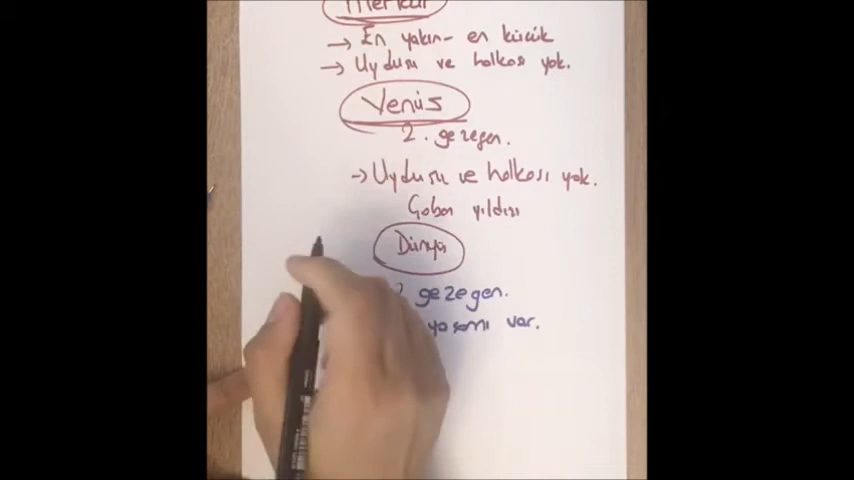 Merkür
→ En yakın - en küçük
→ Uydusu ve halkası yok.
Venüs
2. gezegen.
→ Uydusu ve halkası yok.
Çoban yıldızı
Dünya
gezegen.
yaşamı var.